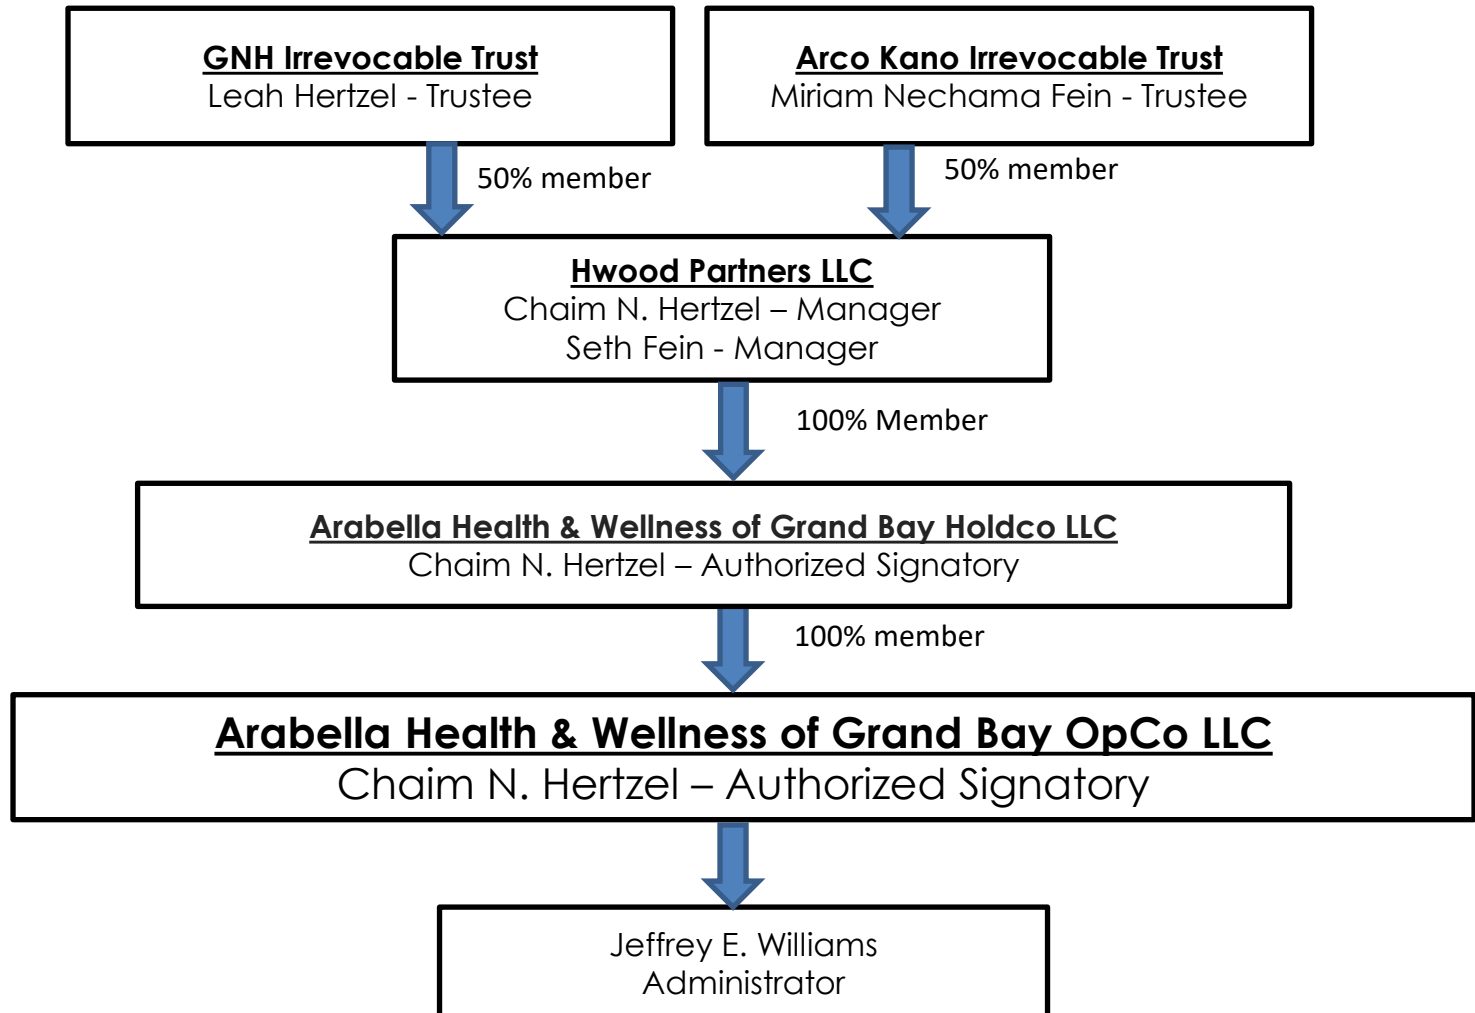 GNH Irrevocable Trust
Leah Hertzel - Trustee
Arco Kano Irrevocable Trust
Miriam Nechama Fein - Trustee
50% member
50% member
Hwood Partners LLC
Chaim N. Hertzel – Manager
Seth Fein - Manager
100% Member
Arabella Health & Wellness of Grand Bay Holdco LLC
Chaim N. Hertzel – Authorized Signatory
100% member
Arabella Health & Wellness of Grand Bay OpCo LLC
Chaim N. Hertzel – Authorized Signatory
Jeffrey E. Williams
Administrator